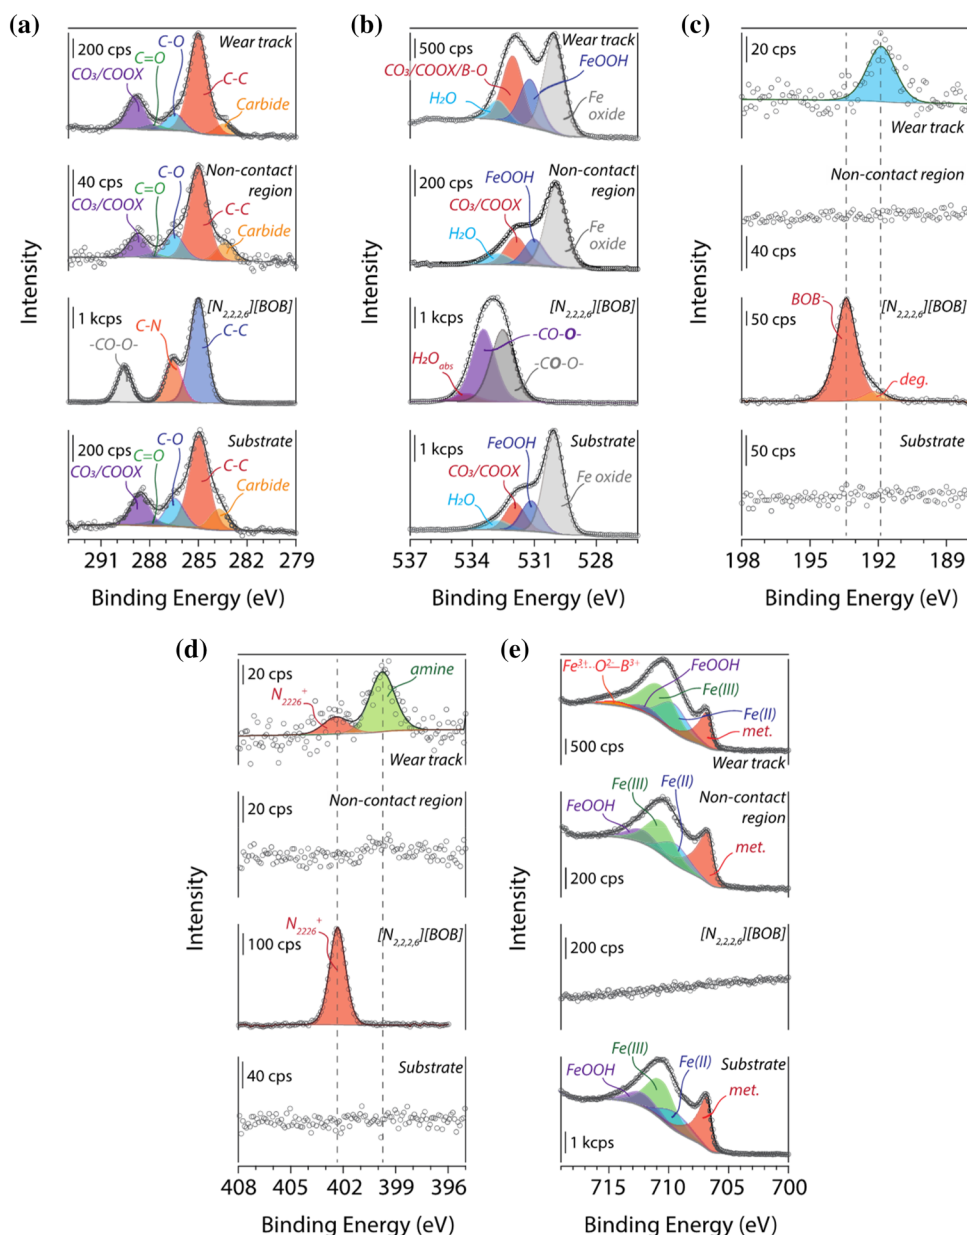 (a)
200 cps
C-O
Wear track
C=O
CO₃/COOX
C-C
Carbide
40 cps
C-O
Non-contact
region
C=O
CO₃/COOX
C-C
Carbide
1 kcps
[N2,2,2,6][BOB]
C-N
-CO-O-
C-C
200 cps
C-O
Substrate
C=O
CO₃/COOX
C-C
Carbide
291 288 285 282 279
Binding Energy (eV)
Intensity
(b)
500 cps
Wear track
CO₃/COOX/B-O
FeOOH
H₂O
Fe
oxide
200 cps
Non-contact
region
FeOOH
CO₃/COOX
H₂O
Fe
oxide
1 kcps
[N2,2,2,6][BOB]
-CO-O-
H₂Oabs
-CO-O-
1 kcps
FeOOH
Substrate
CO₃/COOX
Fe oxide
H₂O
537 534 531 528
Binding Energy (eV)
Intensity
(c)
20 cps
Wear track
Non-contact region
40 cps
[N2,2,2,6][BOB]
BOB⁻
50 cps
deg.
Substrate
50 cps
198 195 192 189
Binding Energy (eV)
Intensity
(d)
20 cps
amine
N2226⁺
Wear track
20 cps
Non-contact region
N2226⁺
[N2,2,2,6][BOB]
100 cps
40 cps
Substrate
408 405 402 399 396
Binding Energy (eV)
Intensity
(e)
Fe³⁺...O²⁻–B³⁺
FeOOH
Fe(III)
Fe(II)
met.
500 cps
Wear track
Fe(III)
Fe(II)
Non-contact
region
FeOOH
met.
200 cps
[N2,2,2,6][BOB]
200 cps
Fe(III)
Fe(II)
Substrate
FeOOH
met.
1 kcps
715 710 705 700
Binding Energy (eV)
Intensity